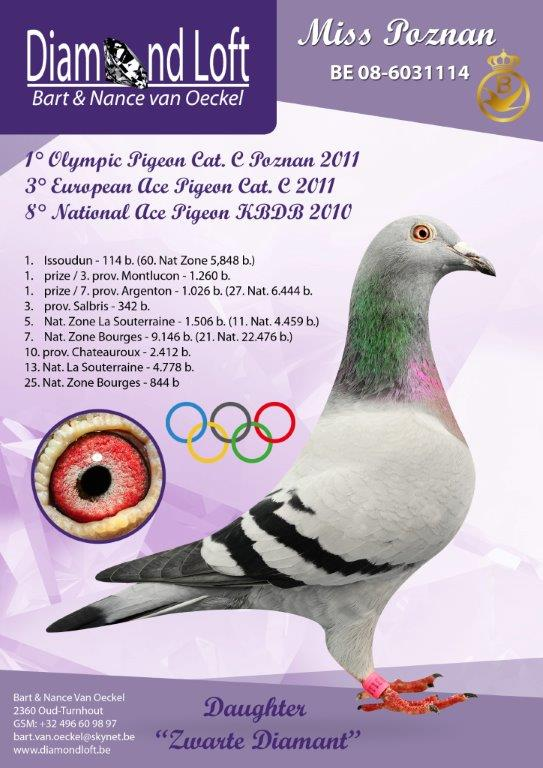 Diamond Loft
Bart & Nance van Oeckel
Miss Poznan
BE 08-6031114
B
1° Olympic Pigeon Cat. C Poznan 2011
3° European Ace Pigeon Cat. C 2011
8° National Ace Pigeon KBDB 2010
1. Issoudun - 114 b. (60. Nat Zone 5,848 b.)
1. prize / 3. prov. Montlucon - 1.260 b.
1. prize / 7. prov. Argenton - 1.026 b. (27. Nat. 6.444 b.
3. prov. Salbris - 342 b.
5. Nat. Zone La Souterraine - 1.506 b. (11. Nat. 4.459 b.)
7. Nat. Zone Bourges - 9.146 b. (21. Nat. 22.476 b.)
10. prov. Chateauroux - 2.412 b.
13. Nat. La Souterraine - 4.778 b.
25. Nat. Zone Bourges - 844 b
Bart & Nance Van Oeckel
2360 Oud-Turnhout
GSM: +32 496 60 98 97
bart.van.oeckel@skynet.be
www.diamondloft.be
Daughter
"Zwarte Diamant"